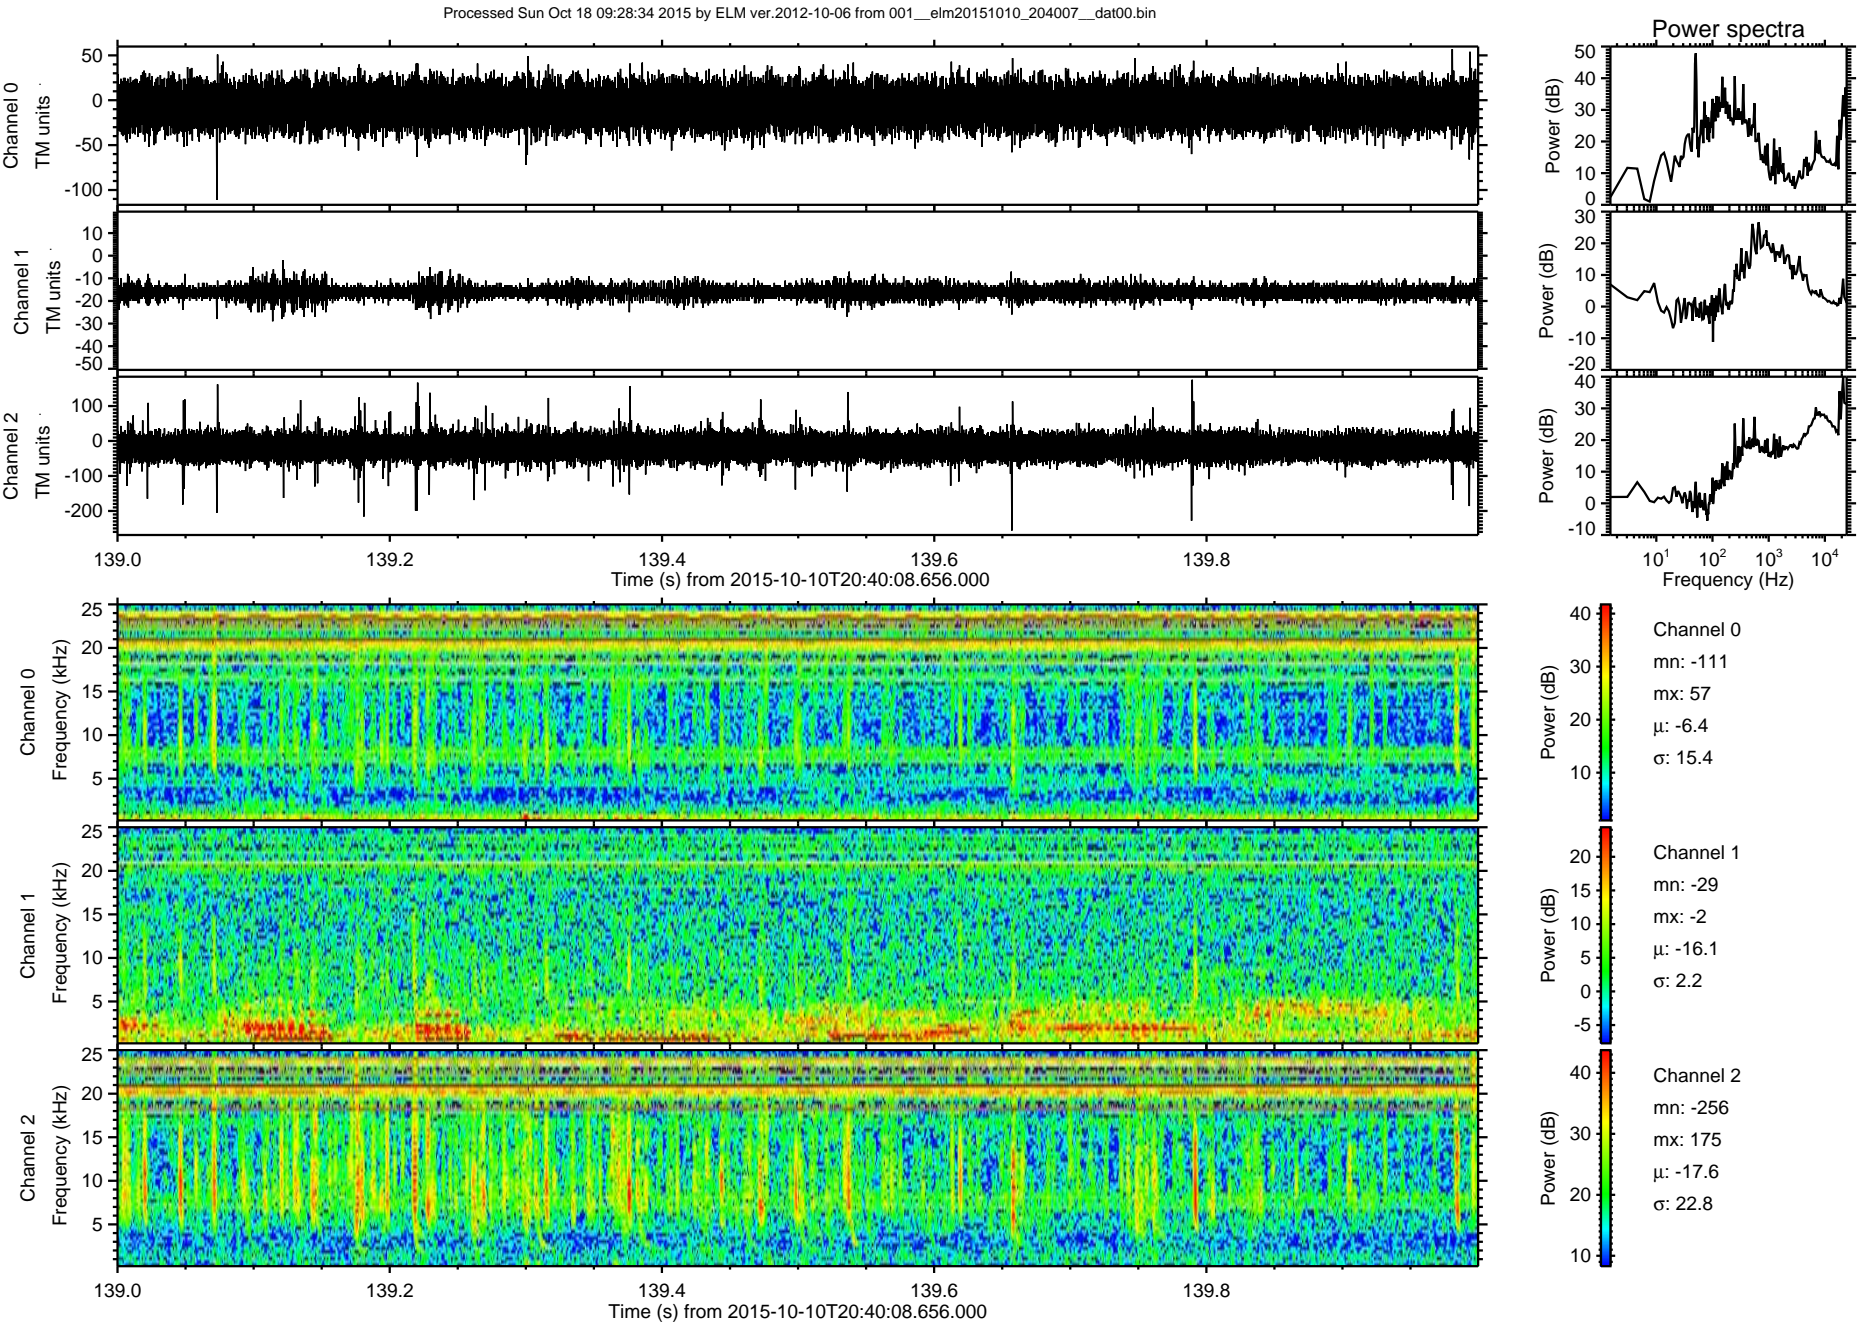 Processed Sun Oct 18 09:28:34 2015 by ELM ver.2012-10-06 from 001__elm20151010_204007__dat00.bin
Power spectra
Channel 0
TM units
50
0
-50
-100
Power (dB)
50
40
30
20
10
0
Channel 1
TM units
10
0
-10
-20
-30
-40
-50
Power (dB)
30
20
10
0
-10
-20
Channel 2
TM units
100
0
-100
-200
Power (dB)
40
30
20
10
0
-10
139.0 139.2 139.4 139.6 139.8
Time (s) from 2015-10-10T20:40:08.656.000
10^1 10^2 10^3 10^4
Frequency (Hz)
Channel 0
Frequency (kHz)
25
20
15
10
5
Power (dB)
40
30
20
10
Channel 0
mn: -111
mx: 57
μ: -6.4
σ: 15.4
Channel 1
Frequency (kHz)
25
20
15
10
5
Power (dB)
20
15
10
5
0
-5
Channel 1
mn: -29
mx: -2
μ: -16.1
σ: 2.2
Channel 2
Frequency (kHz)
25
20
15
10
5
Power (dB)
40
30
20
10
Channel 2
mn: -256
mx: 175
μ: -17.6
σ: 22.8
139.0 139.2 139.4 139.6 139.8
Time (s) from 2015-10-10T20:40:08.656.000